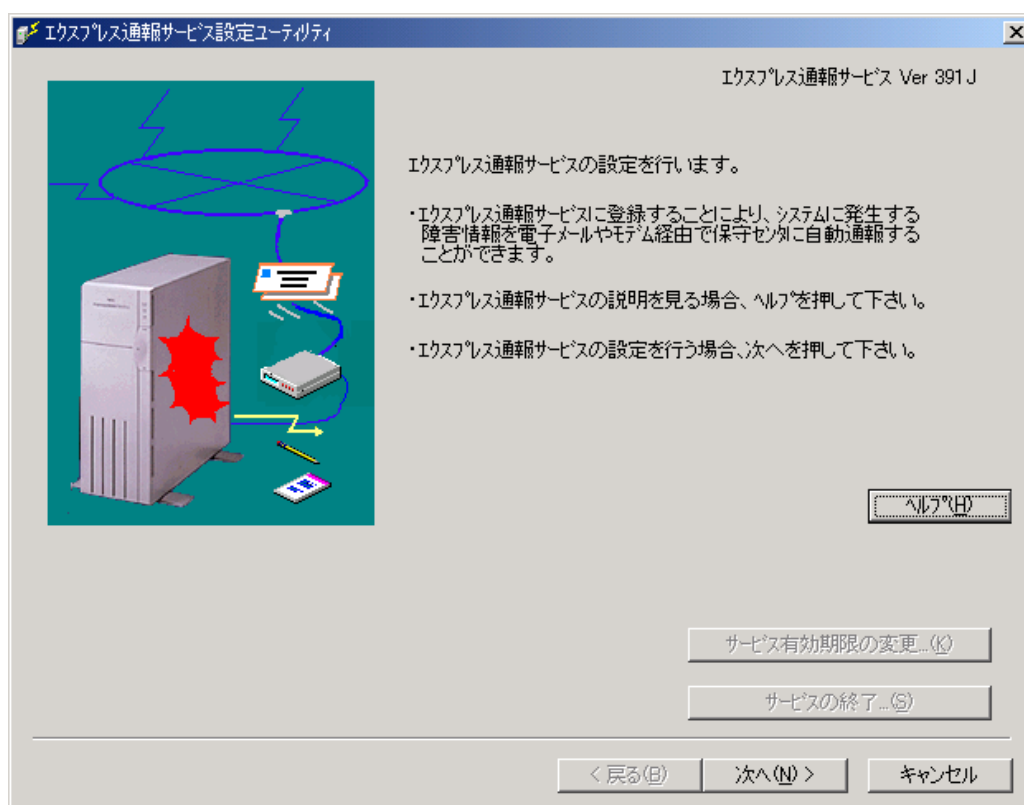 ｴｸｽﾌﾟﾚｽ通報ｻｰﾋﾞｽ設定ﾕｰﾃｨﾘﾃｨ
ｴｸｽﾌﾟﾚｽ通報ｻｰﾋﾞｽ Ver 391J
ｴｸｽﾌﾟﾚｽ通報ｻｰﾋﾞｽの設定を行います。
・ｴｸｽﾌﾟﾚｽ通報ｻｰﾋﾞｽに登録することにより、ｼｽﾃﾑに発生する
障害情報を電子ﾒｰﾙやﾓﾃﾞﾑ経由で保守ｾﾝﾀに自動通報する
ことができます。
・ｴｸｽﾌﾟﾚｽ通報ｻｰﾋﾞｽの説明を見る場合、ﾍﾙﾌﾟを押して下さい。
・ｴｸｽﾌﾟﾚｽ通報ｻｰﾋﾞｽの設定を行う場合、次へを押して下さい。
ﾍﾙﾌﾟ(H)
ｻｰﾋﾞｽ有効期限の変更...(K)
ｻｰﾋﾞｽの終了...(S)
< 戻る(B)
次へ(N) >
キャンセル